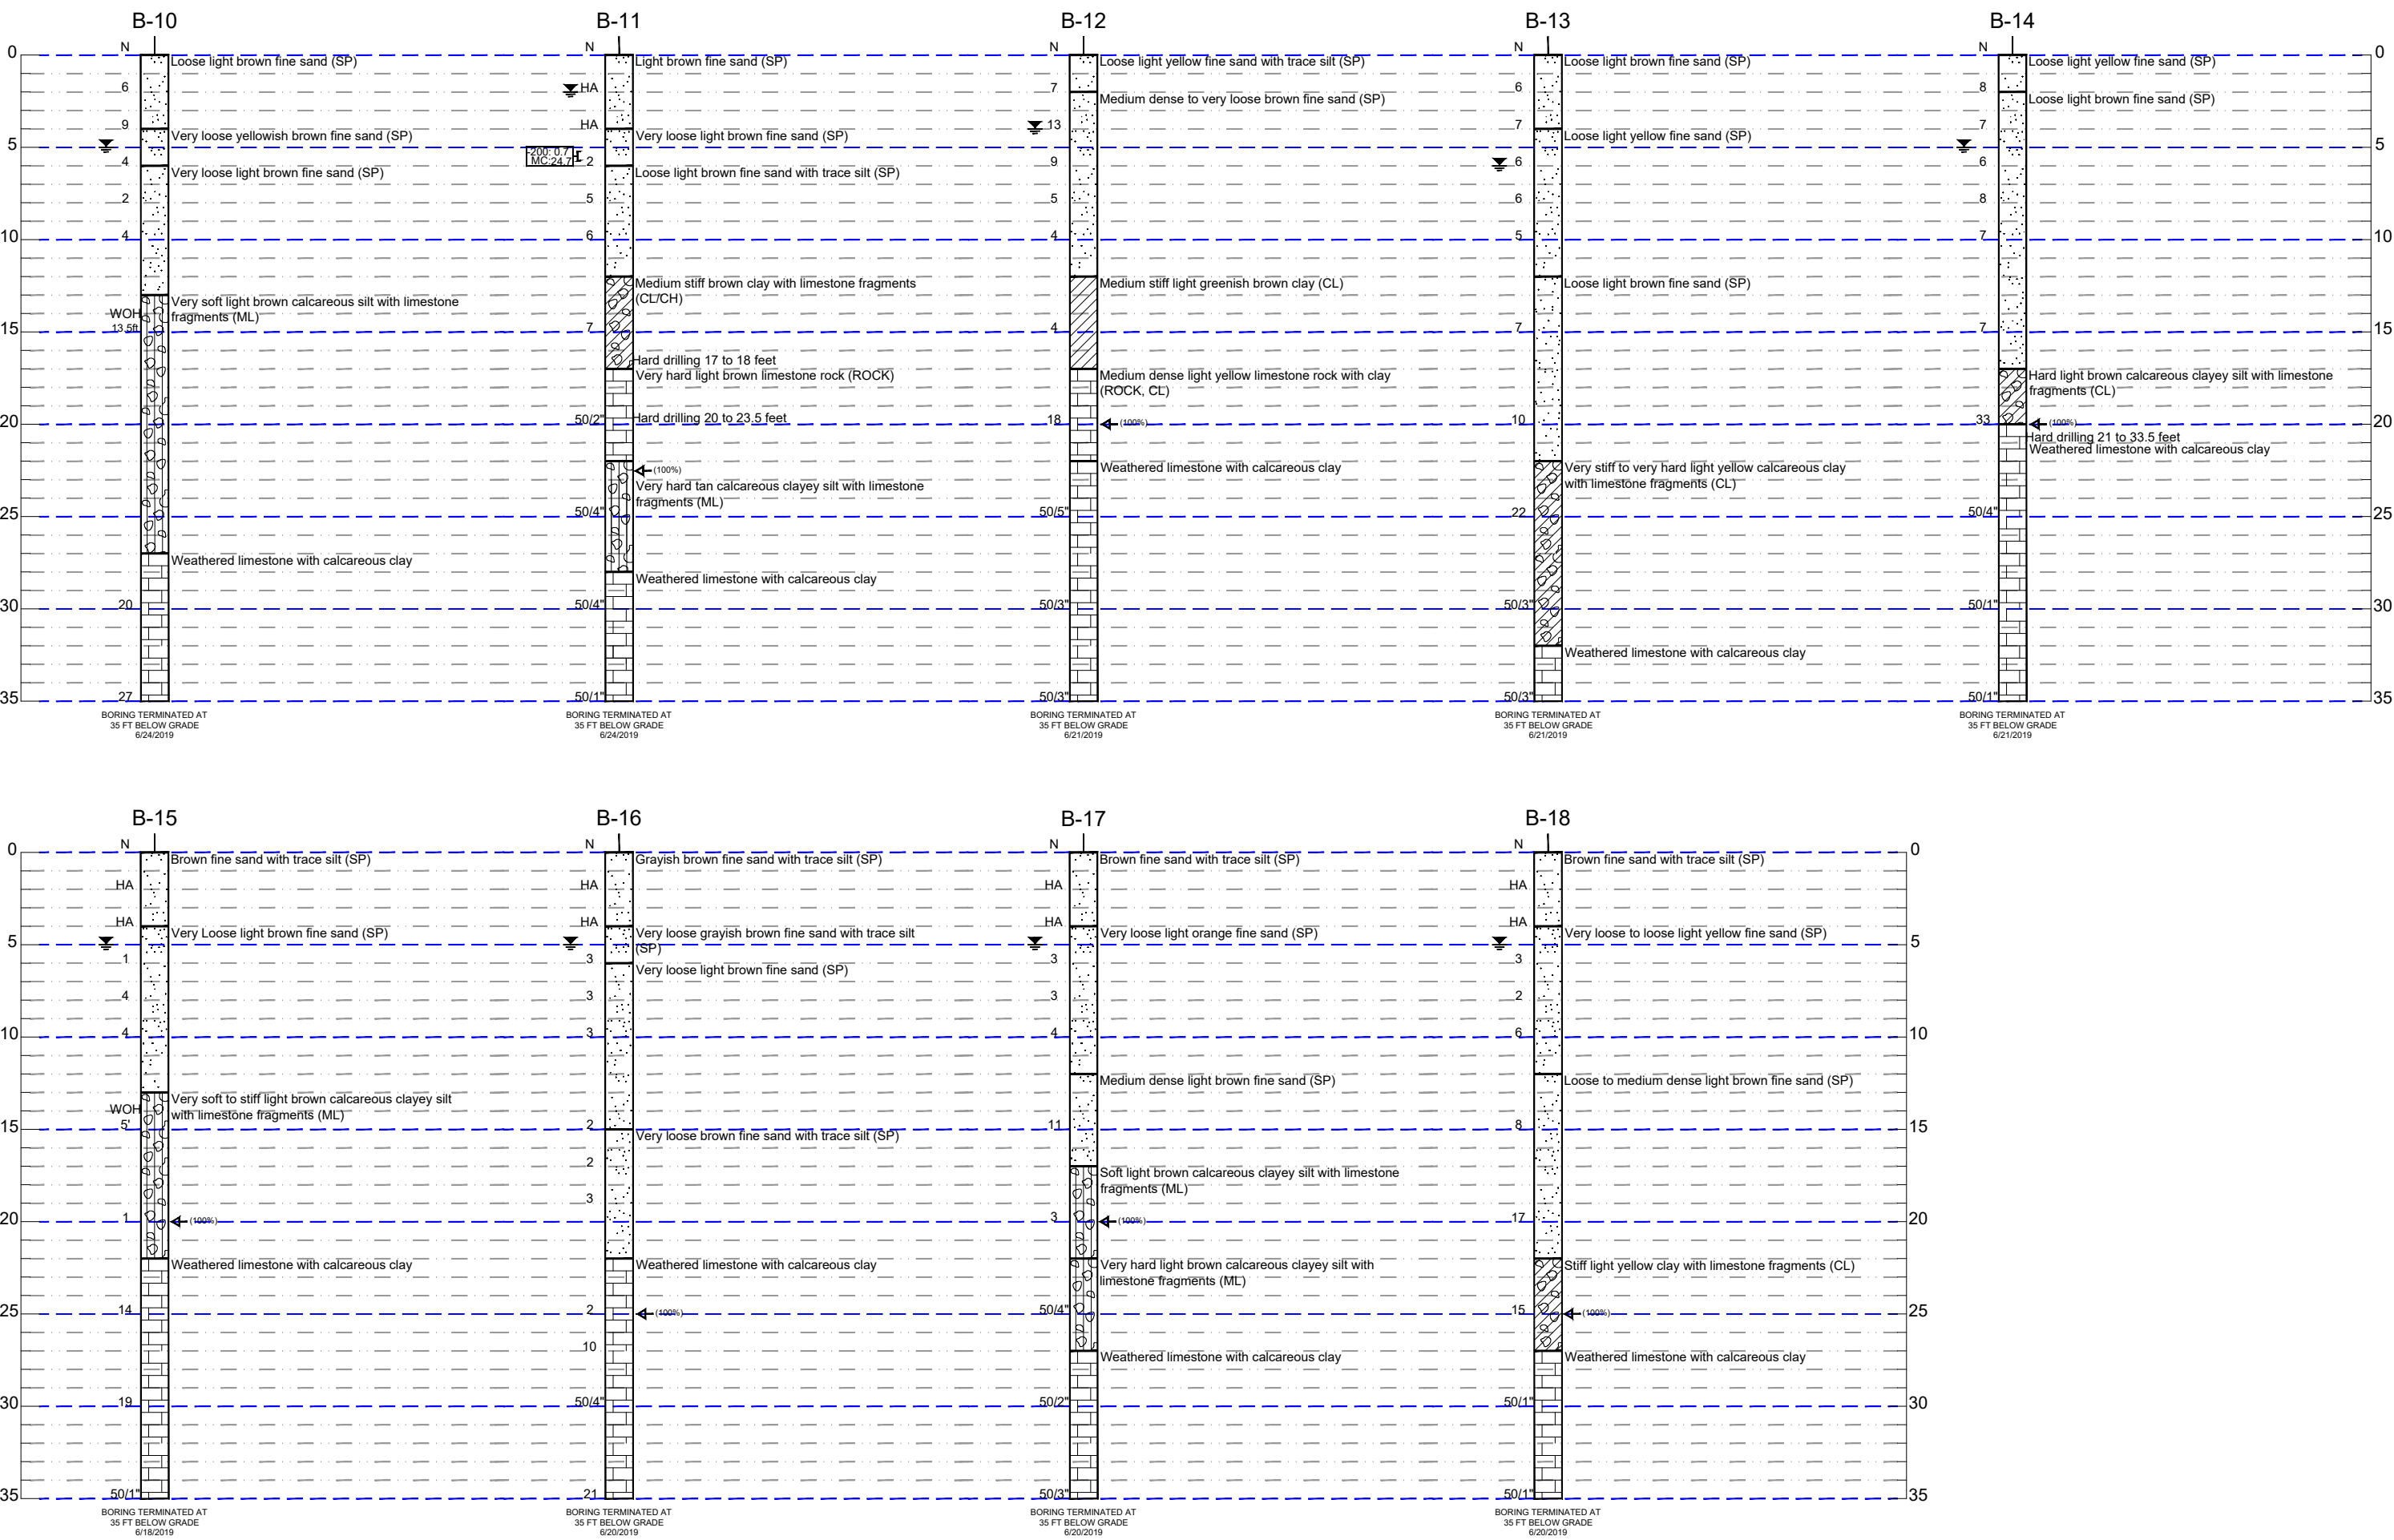 B-10
B-11
B-12
B-13
B-14
N
N
N
N
N
0
Loose light brown fine sand (SP)
Light brown fine sand (SP)
Loose light yellow fine sand with trace silt (SP)
Loose light brown fine sand (SP)
Loose light yellow fine sand (SP)
0
6
HA
7
6
8
Medium dense to very loose brown fine sand (SP)
Loose light brown fine sand (SP)
9
HA
13
7
7
Very loose yellowish brown fine sand (SP)
Very loose light brown fine sand (SP)
Loose light yellow fine sand (SP)
5
-200: 0.7
MC:24.7
5
4
2
9
6
6
Very loose light brown fine sand (SP)
Loose light brown fine sand with trace silt (SP)
2
5
5
6
8
10
4
6
4
5
7
10
Medium stiff brown clay with limestone fragments
(CL/CH)
Medium stiff light greenish brown clay (CL)
Loose light brown fine sand (SP)
Very soft light brown calcareous silt with limestone
fragments (ML)
WOH
13.5ft
15
7
4
7
7
15
Hard drilling 17 to 18 feet
Very hard light brown limestone rock (ROCK)
Medium dense light yellow limestone rock with clay
(ROCK, CL)
Hard light brown calcareous clayey silt with limestone
fragments (CL)
20
50/2"
Hard drilling 20 to 23.5 feet
18
(100%)
10
33
(100%)
20
Hard drilling 21 to 33.5 feet
Weathered limestone with calcareous clay
(100%)
Weathered limestone with calcareous clay
Very stiff to very hard light yellow calcareous clay
with limestone fragments (CL)
Very hard tan calcareous clayey silt with limestone
fragments (ML)
25
50/4"
50/5"
22
50/4"
25
Weathered limestone with calcareous clay
Weathered limestone with calcareous clay
30
20
50/4"
50/3"
50/3"
50/1"
30
Weathered limestone with calcareous clay
35
27
50/1"
50/3"
50/3"
50/1"
35
BORING TERMINATED AT
35 FT BELOW GRADE
6/24/2019
BORING TERMINATED AT
35 FT BELOW GRADE
6/24/2019
BORING TERMINATED AT
35 FT BELOW GRADE
6/21/2019
BORING TERMINATED AT
35 FT BELOW GRADE
6/21/2019
BORING TERMINATED AT
35 FT BELOW GRADE
6/21/2019
B-15
B-16
B-17
B-18
N
N
N
N
0
Brown fine sand with trace silt (SP)
Grayish brown fine sand with trace silt (SP)
Brown fine sand with trace silt (SP)
Brown fine sand with trace silt (SP)
0
HA
HA
HA
HA
HA
HA
HA
HA
Very Loose light brown fine sand (SP)
Very loose grayish brown fine sand with trace silt
(SP)
Very loose light orange fine sand (SP)
Very loose to loose light yellow fine sand (SP)
5
5
1
3
3
3
Very loose light brown fine sand (SP)
4
3
3
2
10
4
3
4
6
10
Medium dense light brown fine sand (SP)
Loose to medium dense light brown fine sand (SP)
Very soft to stiff light brown calcareous clayey silt
with limestone fragments (ML)
WOH
5'
15
2
11
8
15
Very loose brown fine sand with trace silt (SP)
2
Soft light brown calcareous clayey silt with limestone
fragments (ML)
3
20
1
(100%)
3
(100%)
17
20
Weathered limestone with calcareous clay
Weathered limestone with calcareous clay
Very hard light brown calcareous clayey silt with
limestone fragments (ML)
Stiff light yellow clay with limestone fragments (CL)
25
14
2
(100%)
50/4"
15
(100%)
25
10
Weathered limestone with calcareous clay
Weathered limestone with calcareous clay
30
19
50/4"
50/2"
50/1"
30
35
50/1"
21
50/3"
50/1"
35
BORING TERMINATED AT
35 FT BELOW GRADE
6/18/2019
BORING TERMINATED AT
35 FT BELOW GRADE
6/20/2019
BORING TERMINATED AT
35 FT BELOW GRADE
6/20/2019
BORING TERMINATED AT
35 FT BELOW GRADE
6/20/2019